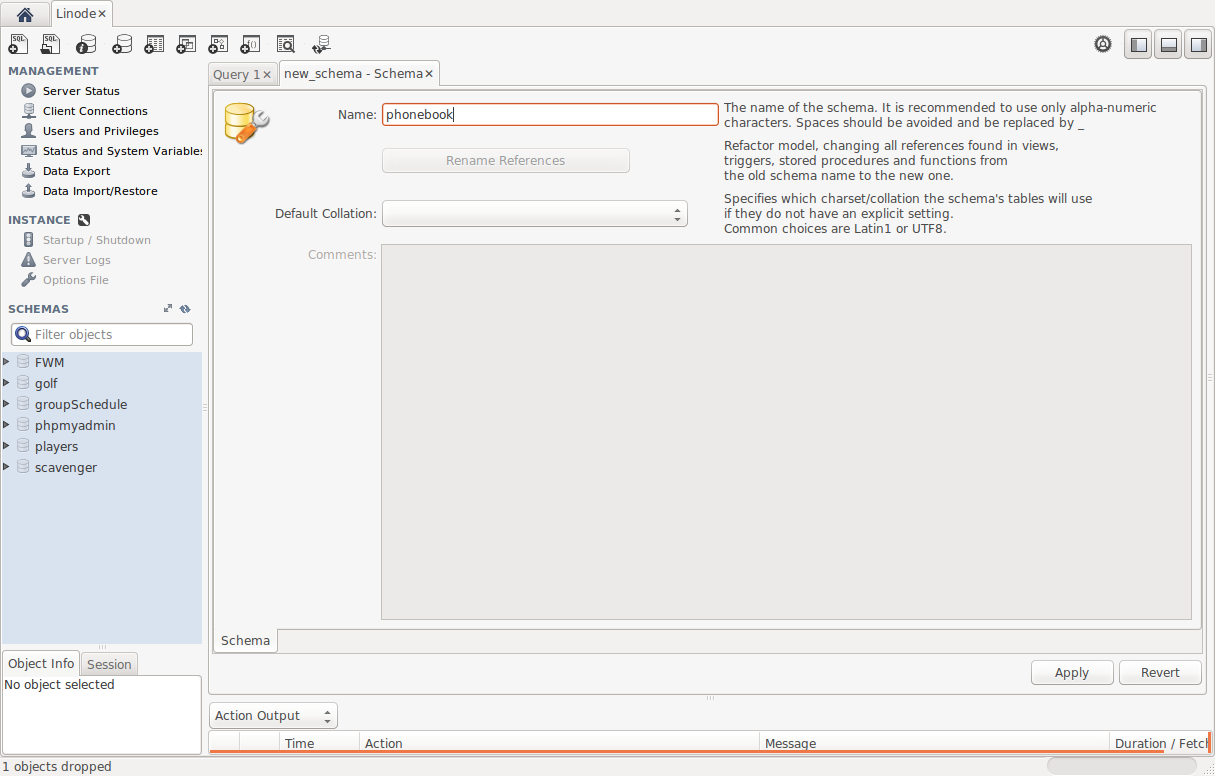 Linode×
SQL
SQL
MANAGEMENT
Server Status
Client Connections
Users and Privileges
Status and System Variables
Data Export
Data Import/Restore
INSTANCE
Startup / Shutdown
Server Logs
Options File
SCHEMAS
Filter objects
FWM
golf
groupSchedule
phpmyadmin
players
scavenger
Object Info Session
No object selected
Query 1 × new_schema - Schema×
Name: phonebook
The name of the schema. It is recommended to use only alpha-numeric
characters. Spaces should be avoided and be replaced by _
Rename References
Refactor model, changing all references found in views,
triggers, stored procedures and functions from
the old schema name to the new one.
Default Collation:
Specifies which charset/collation the schema's tables will use
if they do not have an explicit setting.
Common choices are Latin1 or UTF8.
Comments:
Schema
Apply Revert
Action Output
Time Action Message Duration / Fetch
1 objects dropped